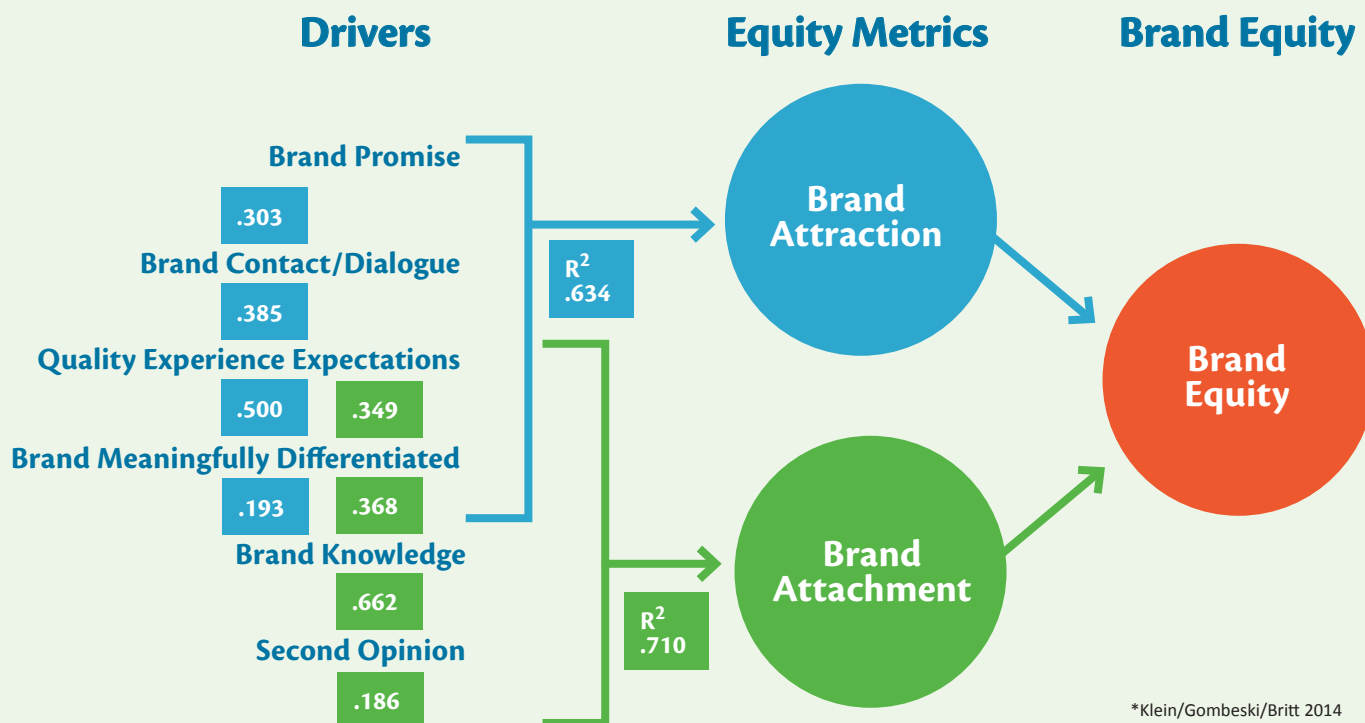 Drivers
Equity Metrics
Brand Equity
Brand Promise
.303
Brand Contact/Dialogue
.385
Quality Experience Expectations
.500
.349
Brand Meaningfully Differentiated
.193
.368
Brand Knowledge
.662
Second Opinion
.186
R²
.634
R²
.710
Brand
Attraction
Brand
Attachment
Brand
Equity
*Klein/Gombeski/Britt 2014